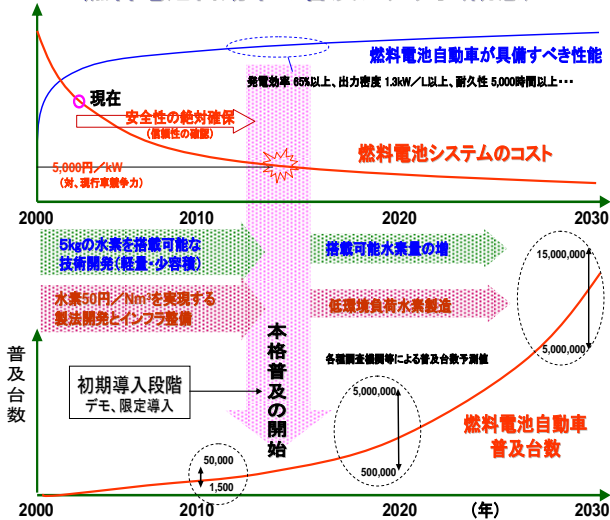 燃料電池自動車が具備すべき性能
発電効率 65%以上、出力密度 1.3kW/L以上、耐久性 5,000時間以上・・・
現在
安全性の絶対確保
(信頼性の確認)
燃料電池システムのコスト
5,000円/kW
(対、現行車競争力)
2000
2010
2020
2030
5kgの水素を搭載可能な
技術開発(軽量・少容積)
搭載可能水素量の増
水素50円/Nm³を実現する
製法開発とインフラ整備
低環境負荷水素製造
15,000,000
5,000,000
本格普及の開始
普及台数
各種調査機関等による普及台数予測値
初期導入段階
デモ、限定導入
5,000,000
500,000
燃料電池自動車
普及台数
50,000
1,500
2000
2010
2020
(年)
2030